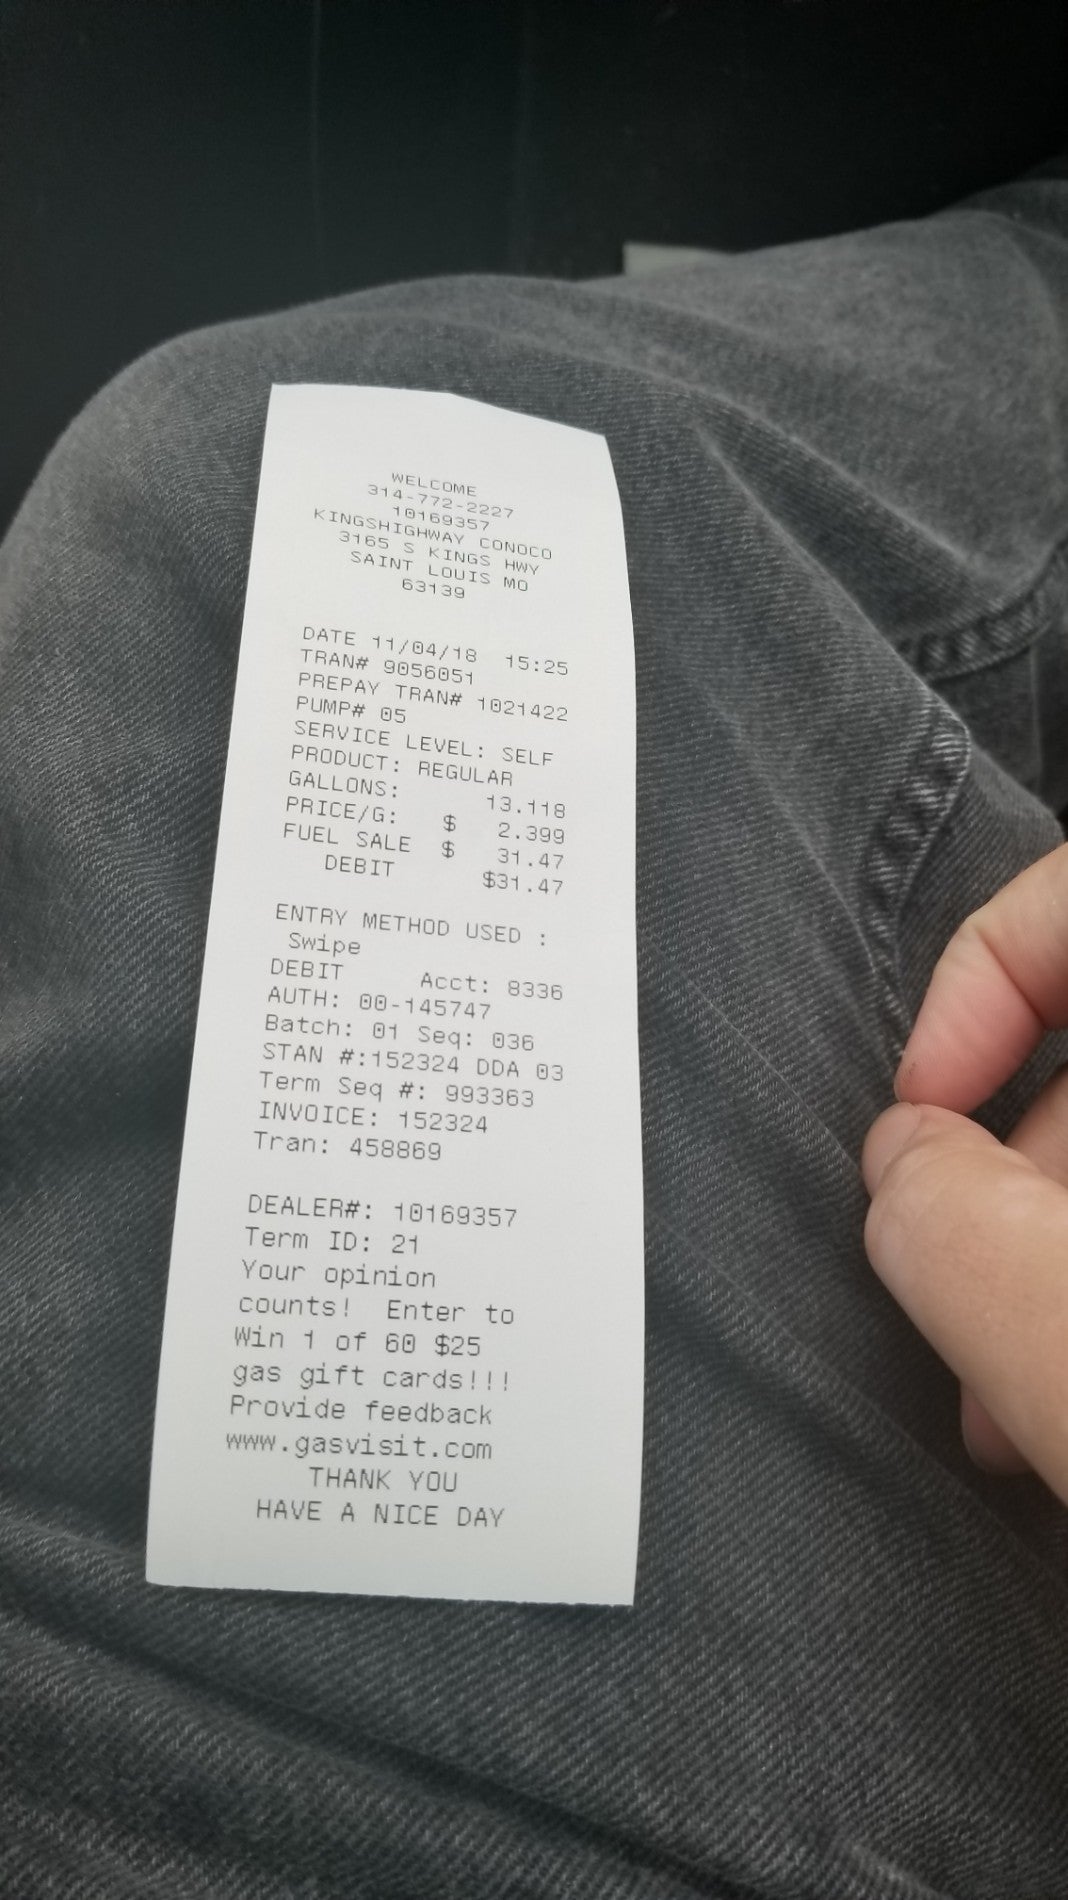 WELCOME
314-772-2227
10169357
KINGSHIGHWAY CONOCO
3165 S KINGS HWY
SAINT LOUIS MO
63139
DATE 11/04/18 15:25
TRAN# 9056051
PREPAY TRAN# 1021422
PUMP# 05
SERVICE LEVEL: SELF
PRODUCT: REGULAR
GALLONS: 13.118
PRICE/G: $ 2.399
FUEL SALE $ 31.47
DEBIT $31.47
ENTRY METHOD USED :
Swipe
DEBIT Acct: 8336
AUTH: 00-145747
Batch: 01 Seq: 036
STAN #:152324 DDA 03
Term Seq #: 993363
INVOICE: 152324
Tran: 458869
DEALER#: 10169357
Term ID: 21
Your opinion
counts! Enter to
Win 1 of 60 $25
gas gift cards!!!
Provide feedback
www.gasvisit.com
THANK YOU
HAVE A NICE DAY